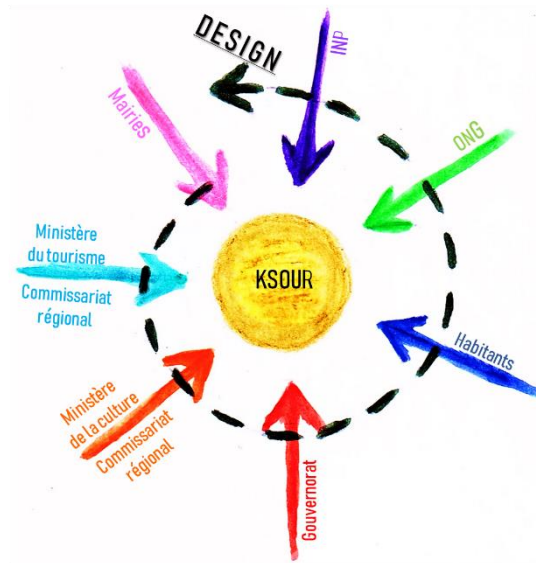 DESIGN
INP
Mairies
ONG
Ministère
du tourisme
Commissariat
régional
KSOUR
Habitants
Ministère
de la culture
Commissariat
régional
Gouvernorat